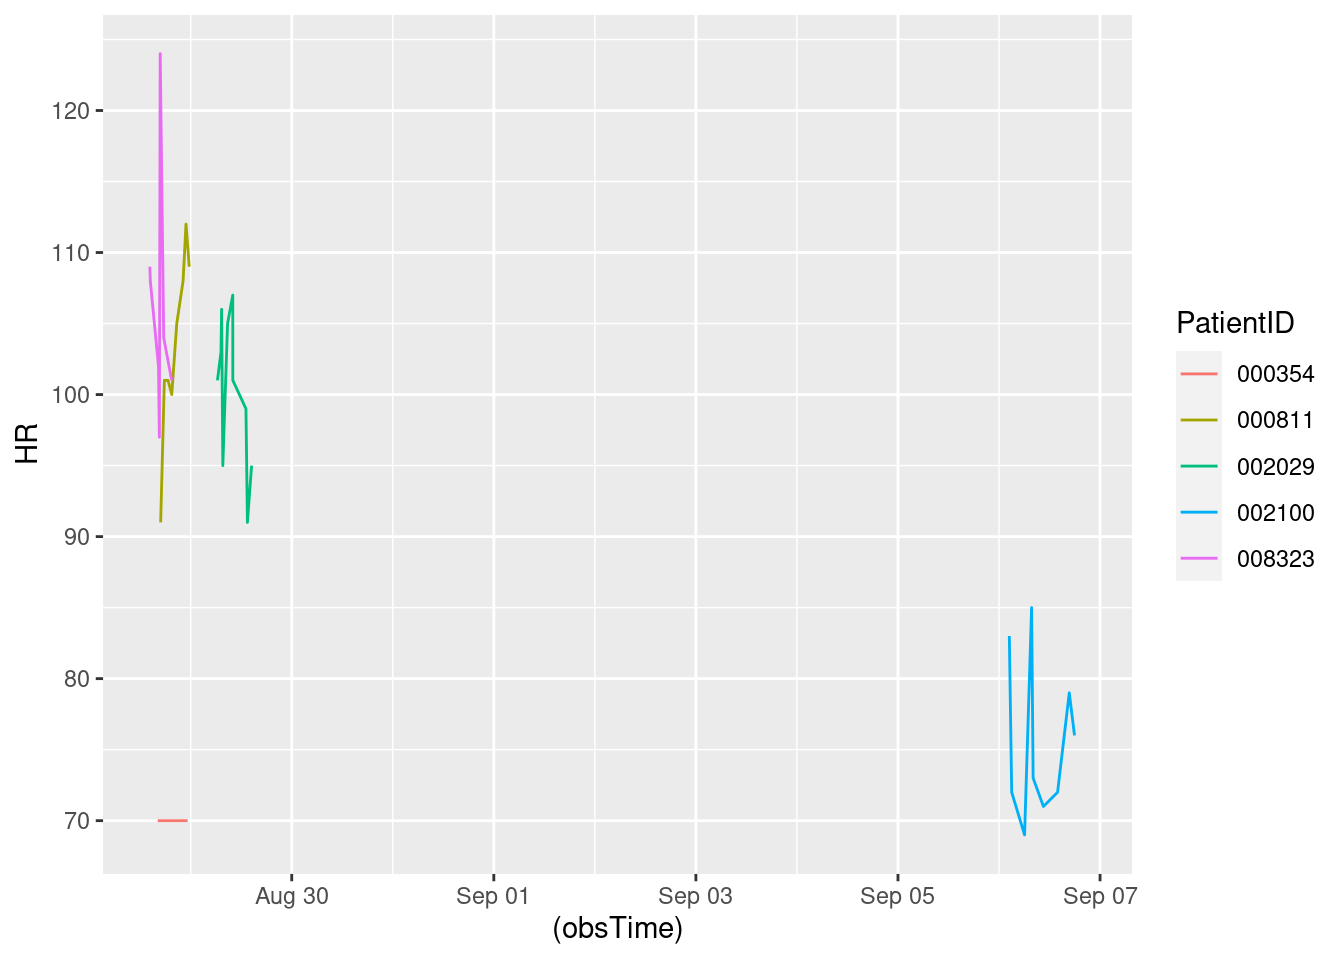 120
110
100
90
80
70
HR
Aug 30
Sep 01
Sep 03
Sep 05
Sep 07
(obsTime)
PatientID
000354
000811
002029
002100
008323